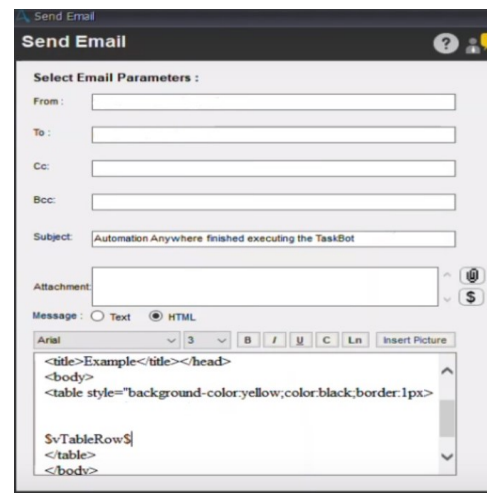 Send Email
Send Email
?
Select Email Parameters :
From :
To :
Cc:
Bcc:
Subject: Automation Anywhere finished executing the TaskBot
Attachment:
$
Message : Text HTML
Arial 3 B I U C Ln Insert Picture
<title>Example</title></head>
<body>
<table style="background-color:yellow;color:black;border:1px>
$vTableRow$
</table>
</body>